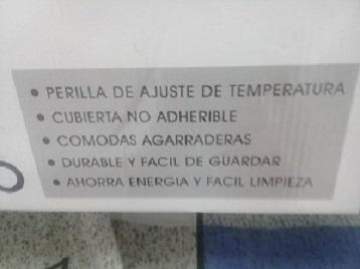 • PERILLA DE AJUSTE DE TEMPERATURA
• CUBIERTA NO ADHERIBLE
• COMODAS AGARRADERAS
• DURABLE Y FACIL DE GUARDAR
• AHORRA ENERGIA Y FACIL LIMPIEZA